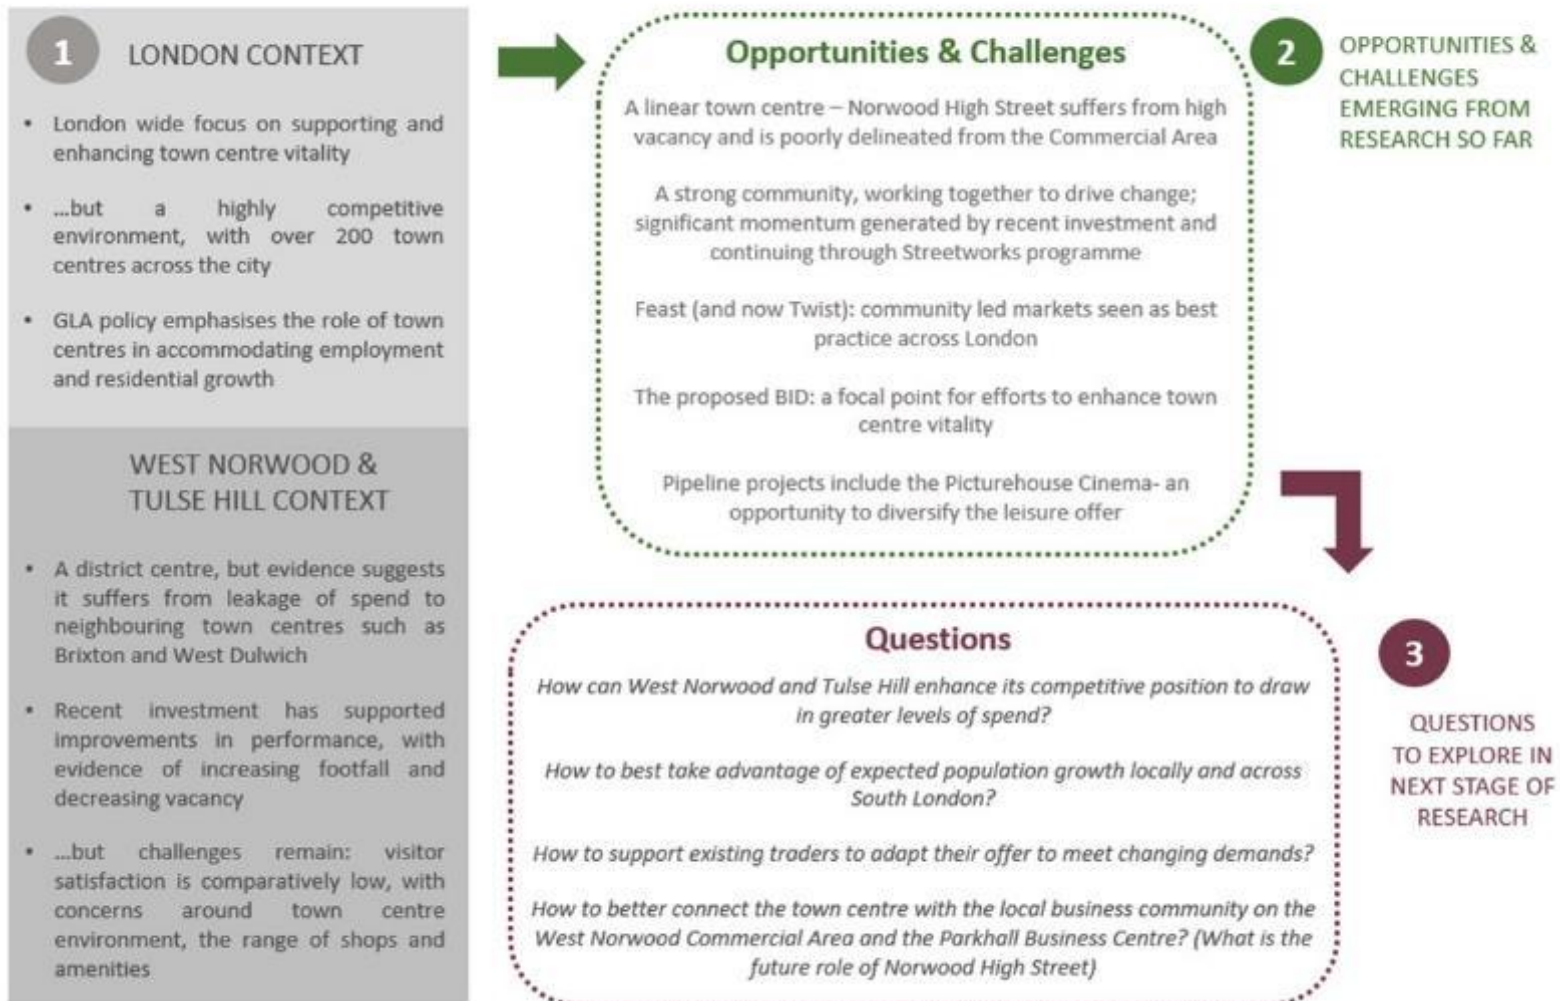 1
LONDON CONTEXT
• London wide focus on supporting and
enhancing town centre vitality
• ...but a highly competitive
environment, with over 200 town
centres across the city
• GLA policy emphasises the role of town
centres in accommodating employment
and residential growth
WEST NORWOOD &
TULSE HILL CONTEXT
• A district centre, but evidence suggests
it suffers from leakage of spend to
neighbouring town centres such as
Brixton and West Dulwich
• Recent investment has supported
improvements in performance, with
evidence of increasing footfall and
decreasing vacancy
• ...but challenges remain: visitor
satisfaction is comparatively low, with
concerns around town centre
environment, the range of shops and
amenities
Opportunities & Challenges
A linear town centre – Norwood High Street suffers from high
vacancy and is poorly delineated from the Commercial Area
A strong community, working together to drive change;
significant momentum generated by recent investment and
continuing through Streetworks programme
Feast (and now Twist): community led markets seen as best
practice across London
The proposed BID: a focal point for efforts to enhance town
centre vitality
Pipeline projects include the Picturehouse Cinema- an
opportunity to diversify the leisure offer
2
OPPORTUNITIES &
CHALLENGES
EMERGING FROM
RESEARCH SO FAR
Questions
How can West Norwood and Tulse Hill enhance its competitive position to draw
in greater levels of spend?
How to best take advantage of expected population growth locally and across
South London?
How to support existing traders to adapt their offer to meet changing demands?
How to better connect the town centre with the local business community on the
West Norwood Commercial Area and the Parkhall Business Centre? (What is the
future role of Norwood High Street)
3
QUESTIONS
TO EXPLORE IN
NEXT STAGE OF
RESEARCH